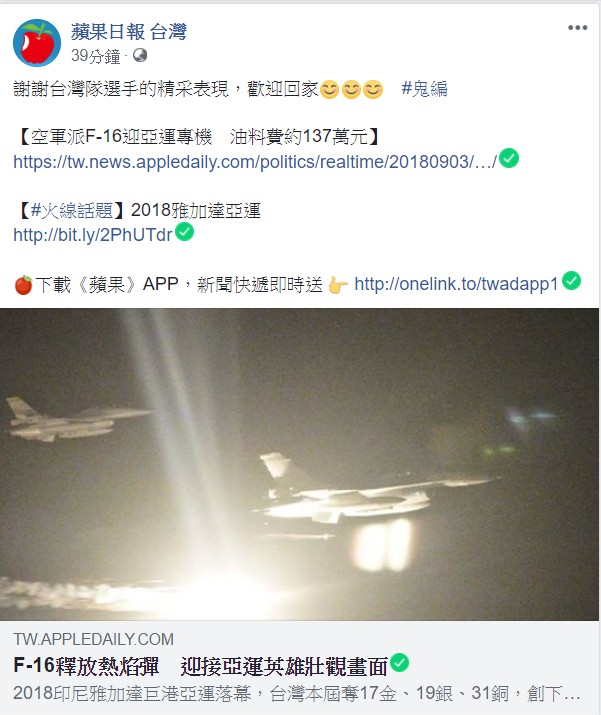 蘋果日報 台灣
39分鐘 ·
謝謝台灣隊選手的精采表現，歡迎回家😊😊😊 #鬼編
【空軍派F-16迎亞運專機　油料費約137萬元】
https://tw.news.appledaily.com/politics/realtime/20180903/…/
【#火線話題】2018雅加達亞運
http://bit.ly/2PhUTdr
🍎下載《蘋果》APP，新聞快遞即時送👉 http://onelink.to/twadapp1
TW.APPLEDAILY.COM
F-16釋放熱焰彈　迎接亞運英雄壯觀畫面
2018印尼雅加達巨港亞運落幕，台灣本屆奪17金、19銀、31銅，創下…